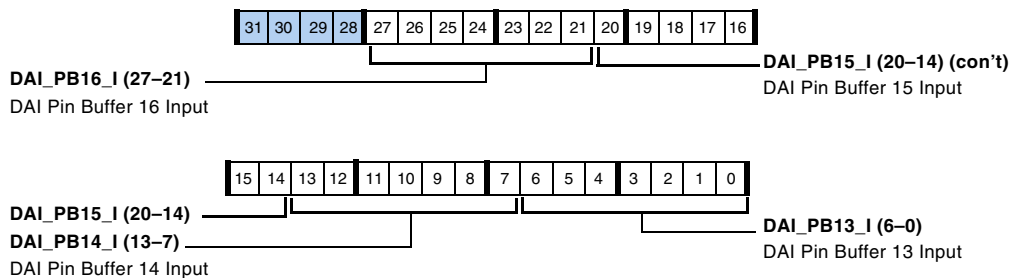 31 30 29 28 27 26 25 24 23 22 21 20 19 18 17 16
DAI_PB16_I (27–21)
DAI Pin Buffer 16 Input
DAI_PB15_I (20–14) (con't)
DAI Pin Buffer 15 Input
15 14 13 12 11 10 9 8 7 6 5 4 3 2 1 0
DAI_PB15_I (20–14)
DAI_PB14_I (13–7)
DAI Pin Buffer 14 Input
DAI_PB13_I (6–0)
DAI Pin Buffer 13 Input